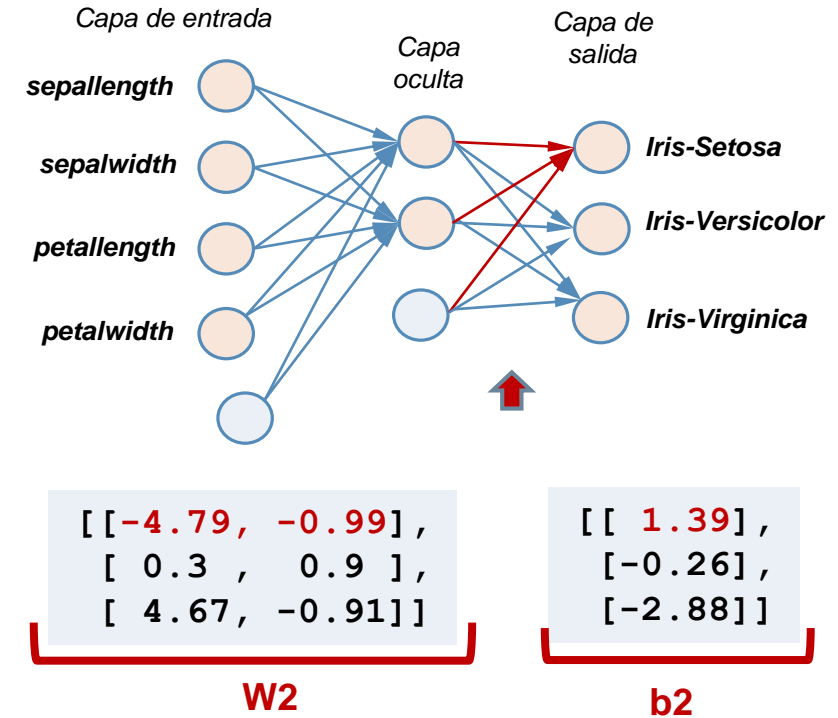 Capa de entrada
Capa
oculta
Capa de
salida
sepallength
sepalwidth
petallength
petalwidth
Iris-Setosa
Iris-Versicolor
Iris-Virginica
[[-4.79, -0.99],
[ 0.3 , 0.9 ],
[ 4.67, -0.91]]
W2
[[ 1.39],
[-0.26],
[-2.88]]
b2